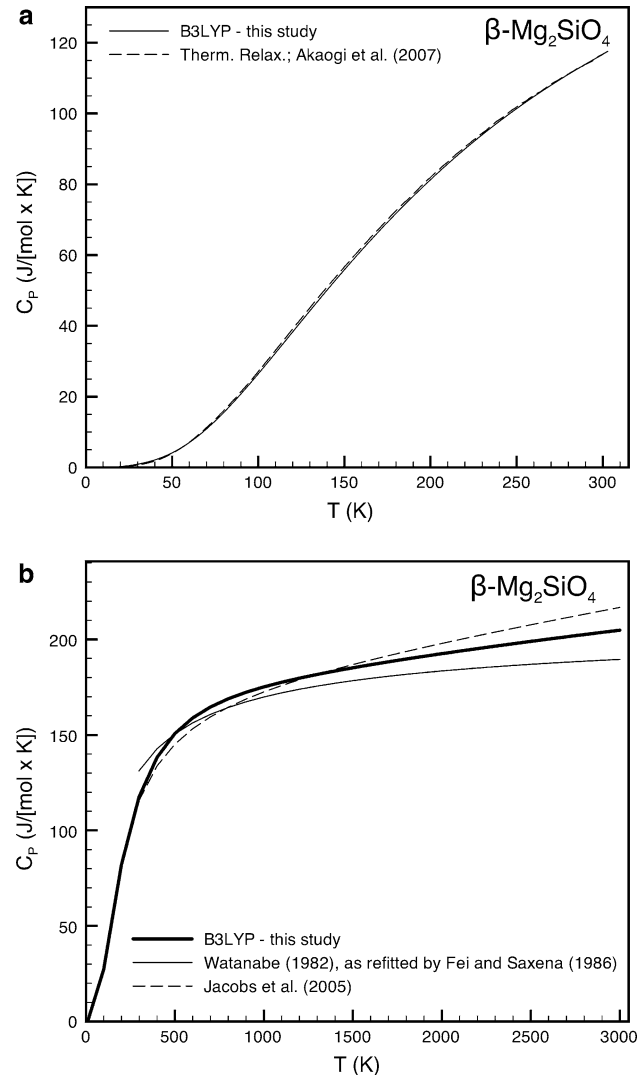 a
β-Mg2SiO4
B3LYP - this study
Therm. Relax.; Akaogi et al. (2007)
120
100
80
60
40
20
0
CP (J/[mol x K])
0 50 100 150 200 250 300
T (K)
b
β-Mg2SiO4
200
150
100
50
0
CP (J/[mol x K])
B3LYP - this study
Watanabe (1982), as refitted by Fei and Saxena (1986)
Jacobs et al. (2005)
0 500 1000 1500 2000 2500 3000
T (K)